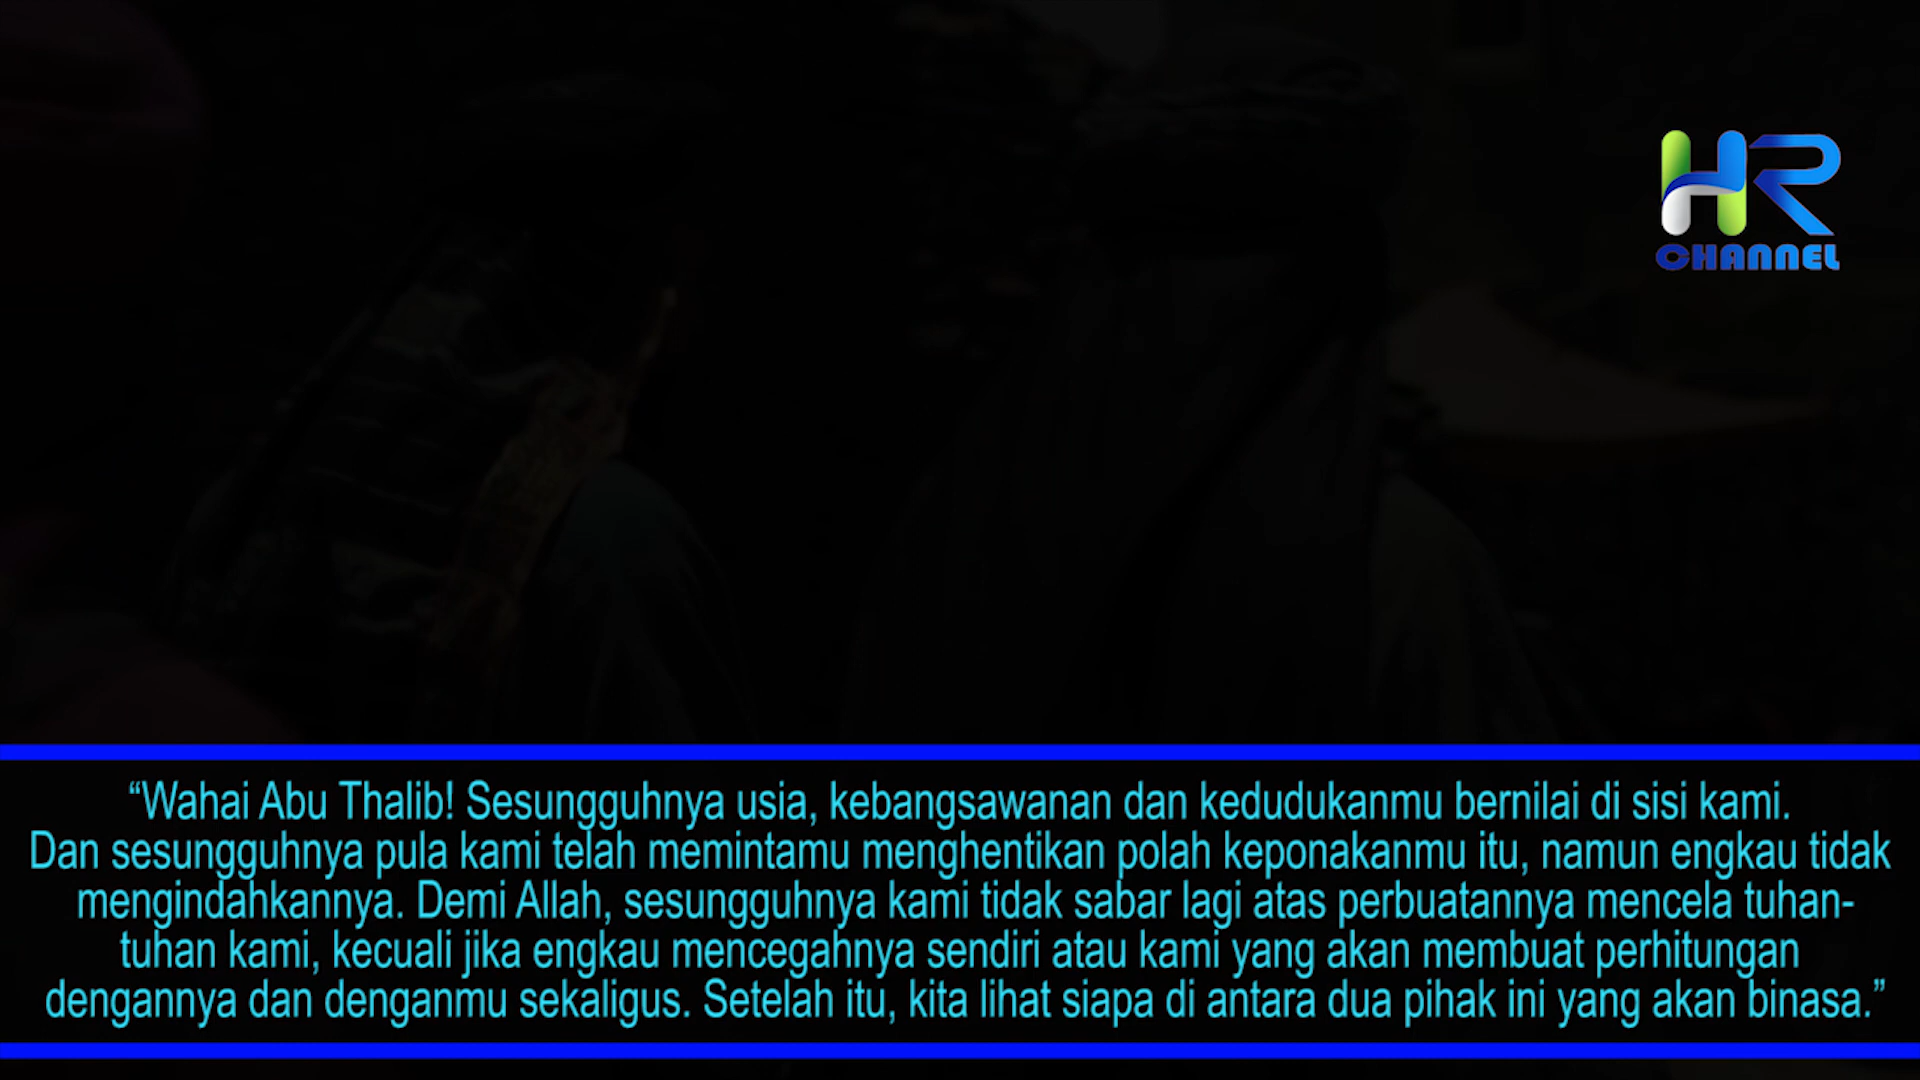 HR
CHANNEL
“Wahai Abu Thalib! Sesungguhnya usia, kebangsawanan dan kedudukanmu bernilai di sisi kami.
Dan sesungguhnya pula kami telah memintamu menghentikan polah keponakanmu itu, namun engkau tidak
mengindahkannya. Demi Allah, sesungguhnya kami tidak sabar lagi atas perbuatannya mencela tuhan-
tuhan kami, kecuali jika engkau mencegahnya sendiri atau kami yang akan membuat perhitungan
dengannya dan denganmu sekaligus. Setelah itu, kita lihat siapa di antara dua pihak ini yang akan binasa.”